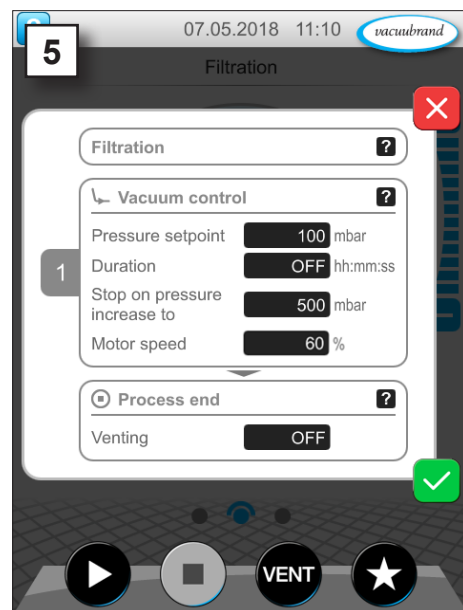 07.05.2018 11:10 vacuubrand
5
Filtration
Filtration ?
Vacuum control ?
1
Pressure setpoint 100 mbar
Duration OFF hh:mm:ss
Stop on pressure
increase to 500 mbar
Motor speed 60 %
Process end ?
Venting OFF
VENT